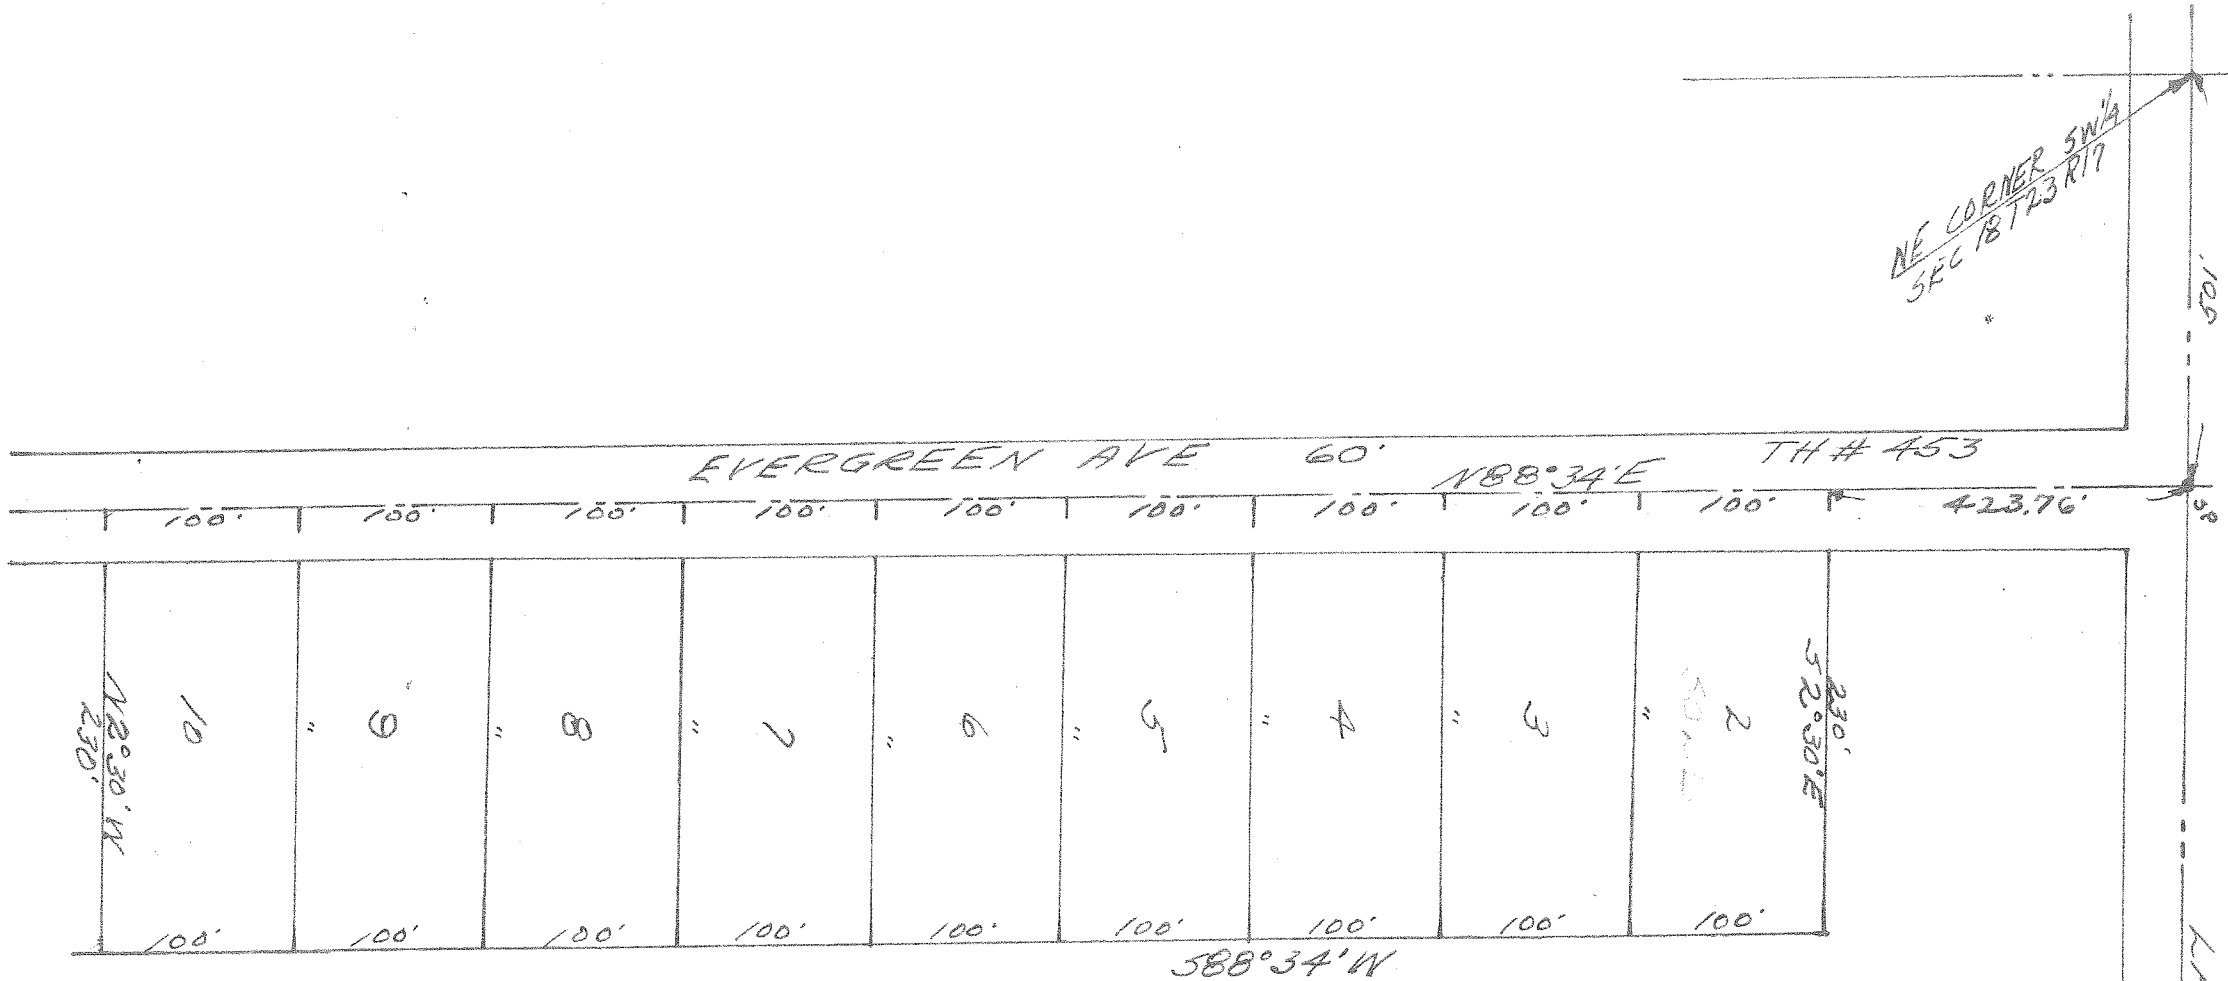 NE CORNER SW¼
SEC 18 T23 R17
EVERGREEN AVE 60' TH # 453
N88°34'E
100' 100' 100' 100' 100' 100' 100' 100' 100' 423.76'
10 " 9 " 8 " 7 " 6 " 5 " 4 " 3 " 2
N2°30'W
230'
230'
S2°30'E
100' 100' 100' 100' 100' 100' 100' 100' 100'
S88°34'W